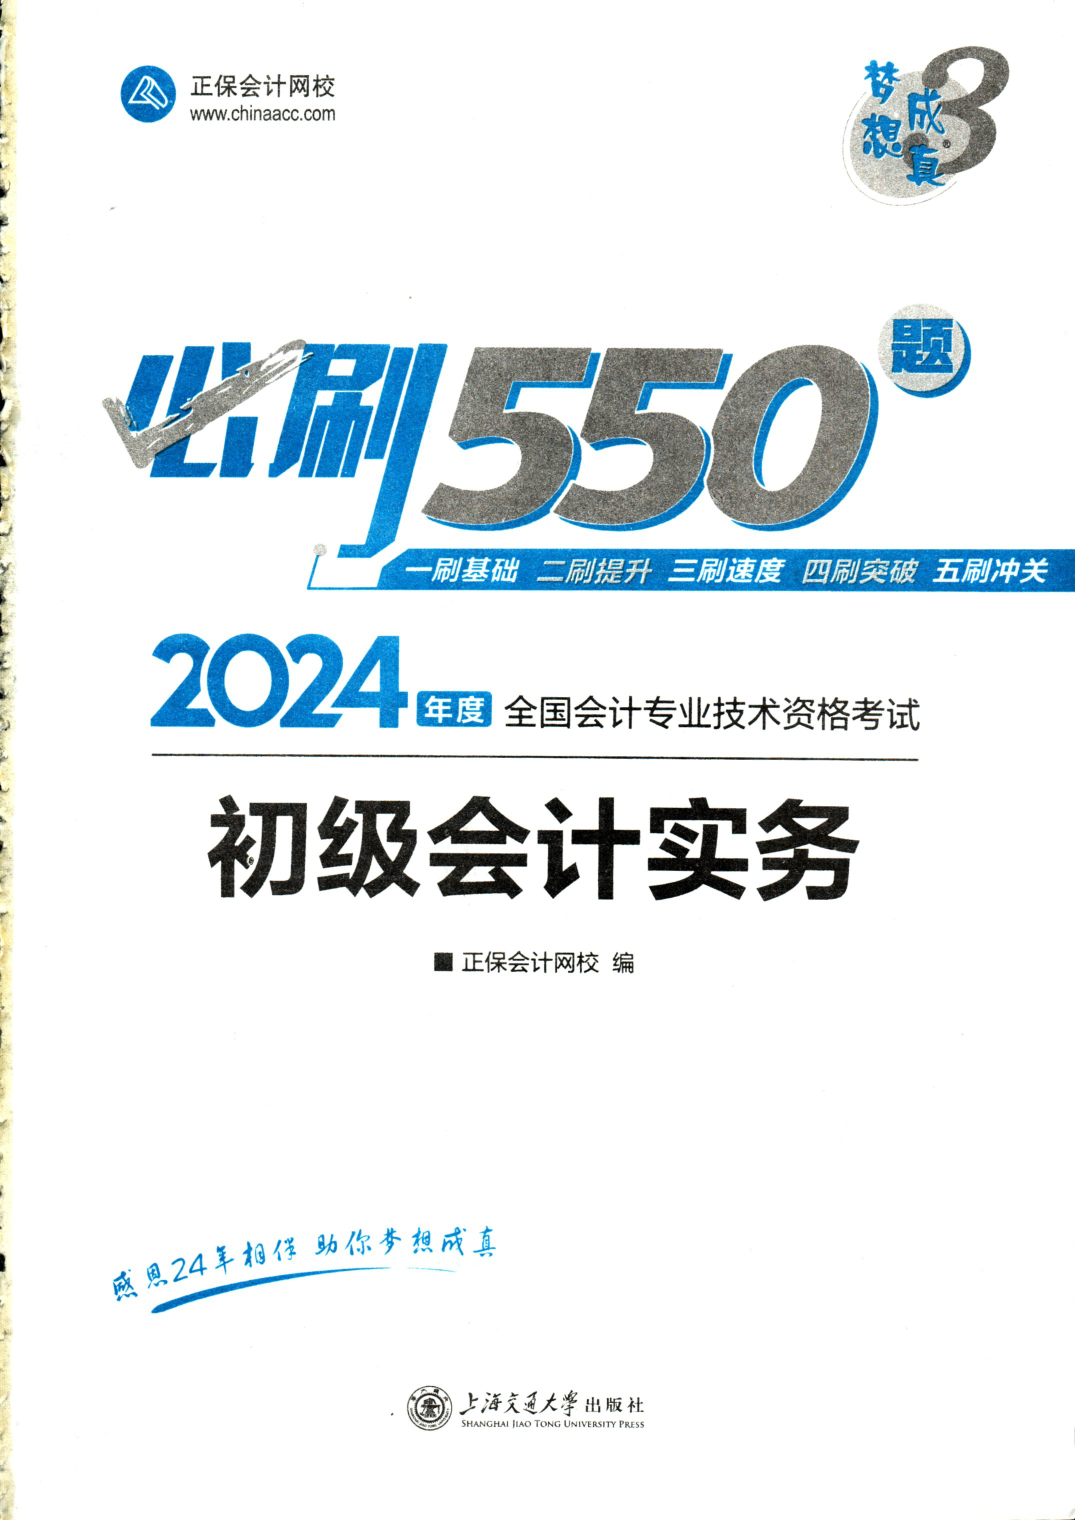 正保会计网校
www.chinaacc.com
梦想成真®
3
必刷550题
一刷基础 二刷提升 三刷速度 四刷突破 五刷冲关
2024年度 全国会计专业技术资格考试
初级会计实务
■ 正保会计网校 编
感恩24年相伴 助你梦想成真
上海交通大学出版社
SHANGHAI JIAO TONG UNIVERSITY PRESS